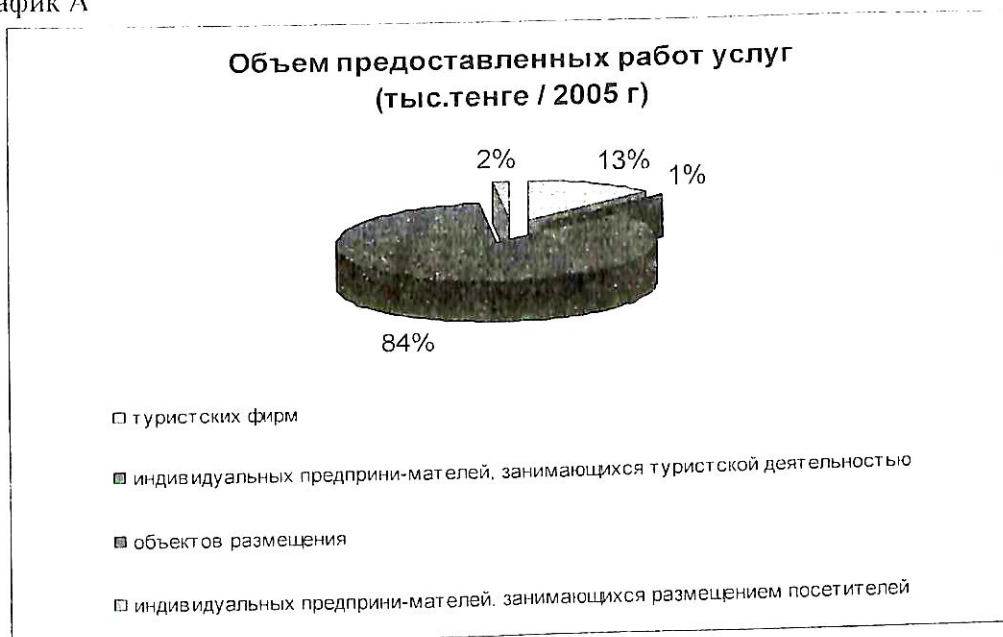 афик А
Объем предоставленных работ услуг
(тыс.тенге / 2005 г)
2%
13%
1%
84%
туристских фирм
индивидуальных предприни-мателей, занимающихся туристской деятельностью
объектов размещения
индивидуальных предприни-мателей. занимающихся размещением посетителей